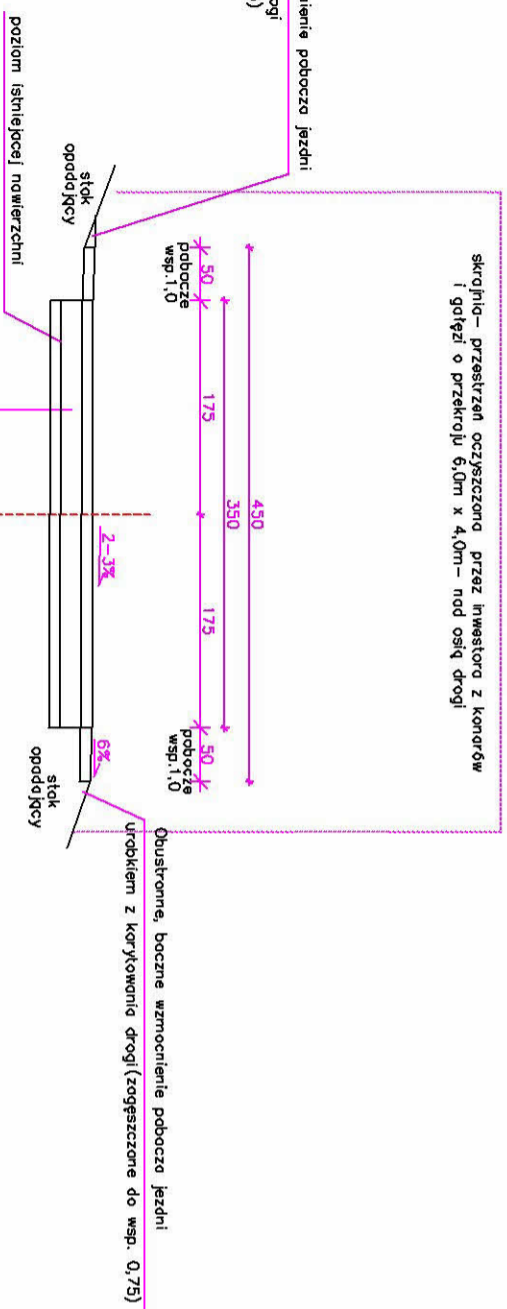 skrajnia– przestrzeń oczyszczona przez inwestora z konarów
i gałęzi o przekroju 6,0m x 4,0m– nad osią drogi
450
350
50
175
175
50
pobocze
wsp.1,0
pobocze
wsp.1,0
2-3%
6%
stok
opadający
stok
opadający
pobocza jezdni
Obustronne, boczne wzmocnienie pobocza jezdni
urobkiem z korytowania drogi(zagęszczone do wsp. 0,75)
poziom istniejącej nawierzchni